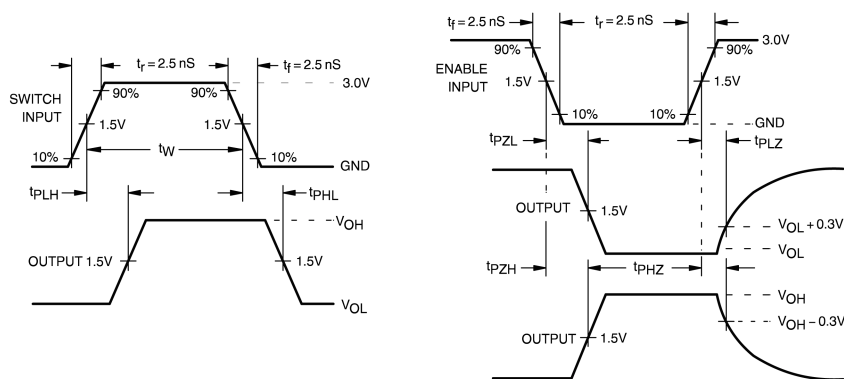 tr = 2.5 nS
tf = 2.5 nS
3.0V
90%
90%
SWITCH
INPUT
1.5V
1.5V
10%
tW
10%
GND
tPLH
tPHL
VOH
OUTPUT 1.5V
1.5V
VOL
tf = 2.5 nS
tr = 2.5 nS
90%
90%
3.0V
ENABLE
INPUT
1.5V
1.5V
10%
10%
GND
tPZL
tPLZ
OUTPUT
1.5V
VOL + 0.3V
VOL
tPZH
tPHZ
VOH
VOH – 0.3V
OUTPUT
1.5V